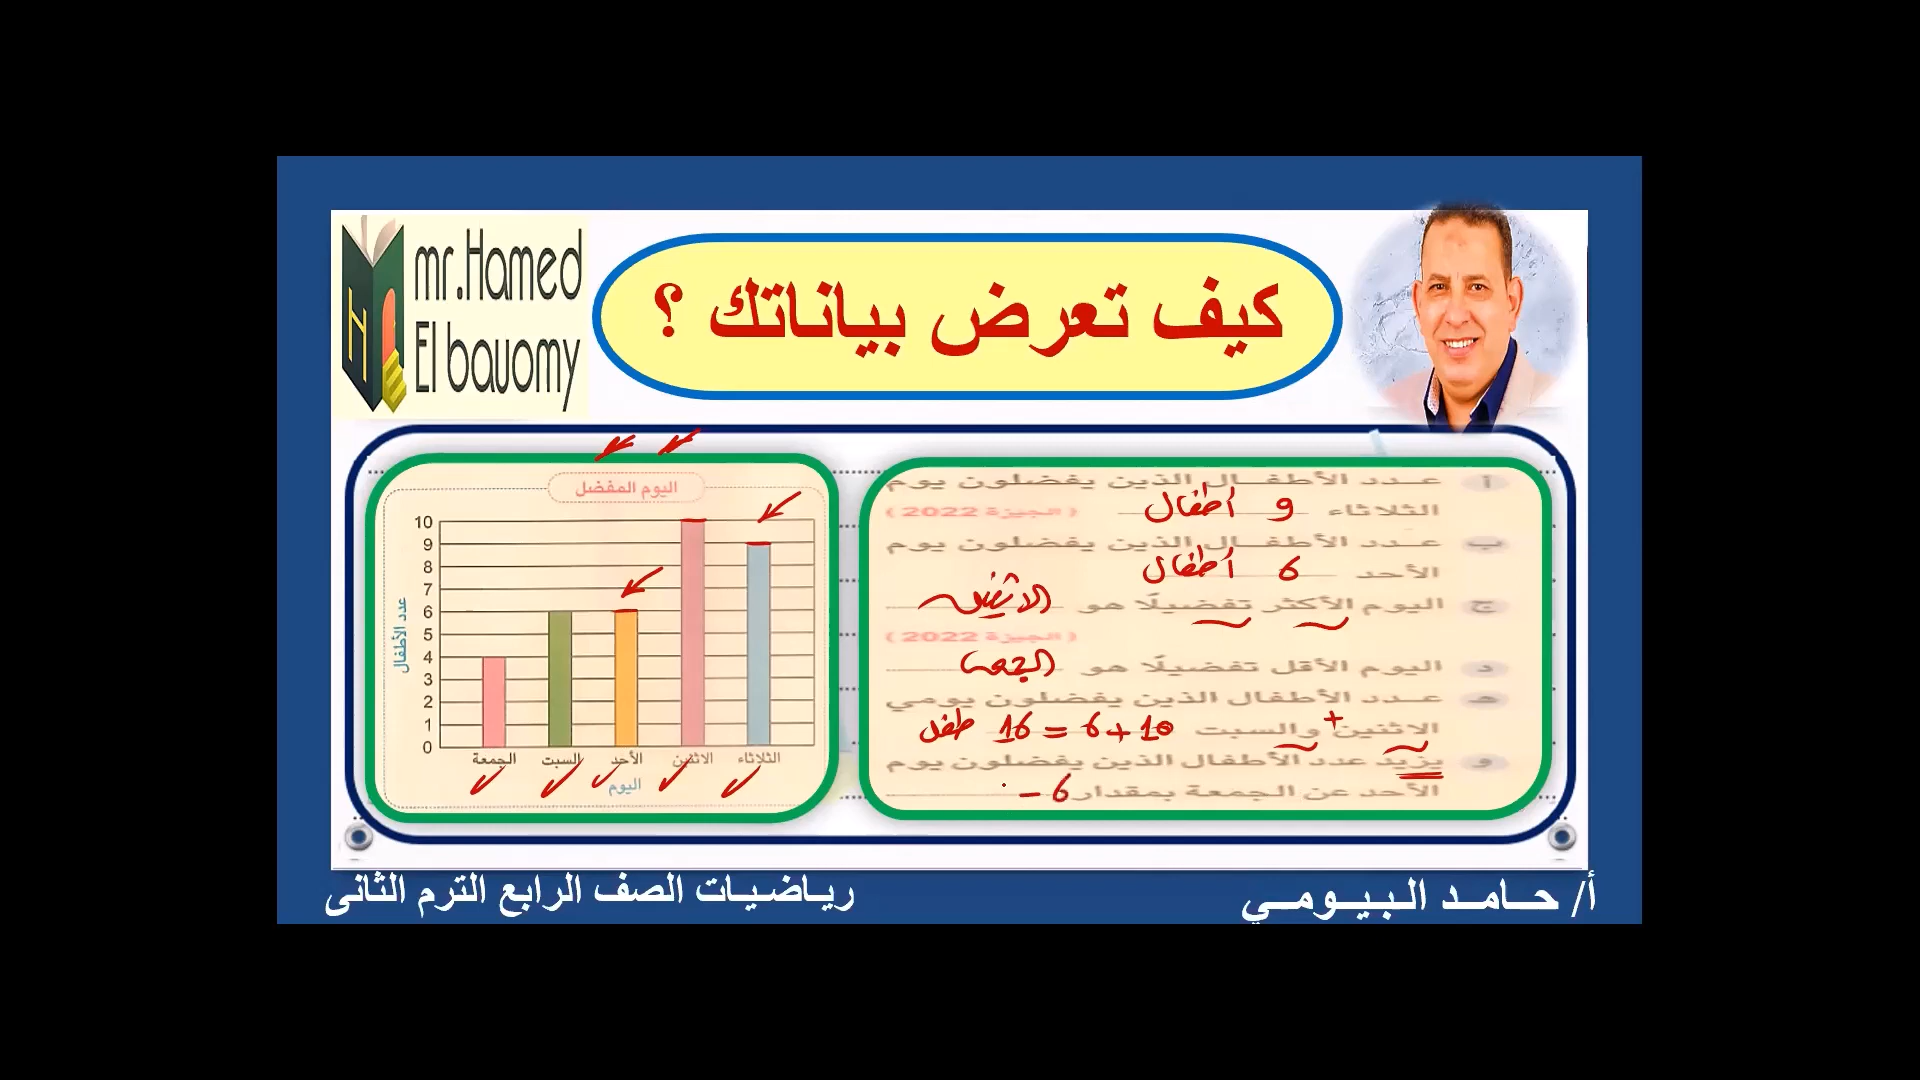 mr.Hamed
El bauomy
كيف تعرض بياناتك ؟
أ عدد الأطفال الذين يفضلون يوم
الثلاثاء 9 أطفال (الجيزة 2022)
ب عدد الأطفال الذين يفضلون يوم
الأحد 6 أطفال
ج اليوم الأكثر تفضيلًا هو الاثنين
(الجيزة 2022)
د اليوم الأقل تفضيلًا هو الجمعة
هـ عدد الأطفال الذين يفضلون يومي
الاثنين + والسبت 10 + 6 = 16 طفل
و يزيد عدد الأطفال الذين يفضلون يوم
الأحد عن الجمعة بمقدار 6 -
اليوم المفضل
عدد الأطفال
10
9
8
7
6
5
4
3
2
1
0
الجمعة السبت الأحد الاثنين الثلاثاء
اليوم
أ/ حـامـد الـبـيـومـي
رياضيات الصف الرابع الترم الثانى